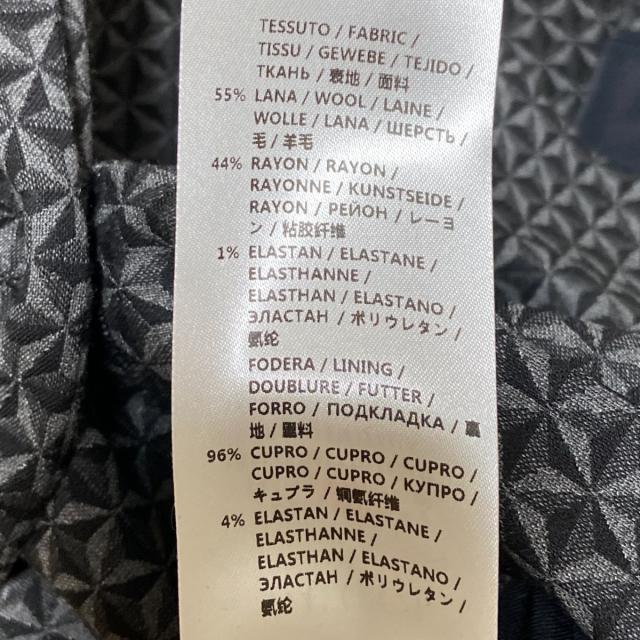 TESSUTO / FABRIC /
TISSU / GEWEBE / TEJIDO /
ТКАНЬ / 表地 / 面料
55% LANA / WOOL / LAINE /
WOLLE / LANA / ШЕРСТЬ /
毛 / 羊毛
44% RAYON / RAYON /
RAYONNE / KUNSTSEIDE /
RAYON / РЕЙОН / レーヨ
ン / 粘胶纤维
1% ELASTAN / ELASTANE /
ELASTHANNE /
ELASTHAN / ELASTANO /
ЭЛАСТАН / ポリウレタン /
氨纶
FODERA / LINING /
DOUBLURE / FUTTER /
FORRO / ПОДКЛАДКА / 裏
地 / 里料
96% CUPRO / CUPRO / CUPRO /
CUPRO / CUPRO / КУПРО /
キュプラ / 铜氨纤维
4% ELASTAN / ELASTANE /
ELASTHANNE /
ELASTHAN / ELASTANO /
ЭЛАСТАН / ポリウレタン /
氨纶